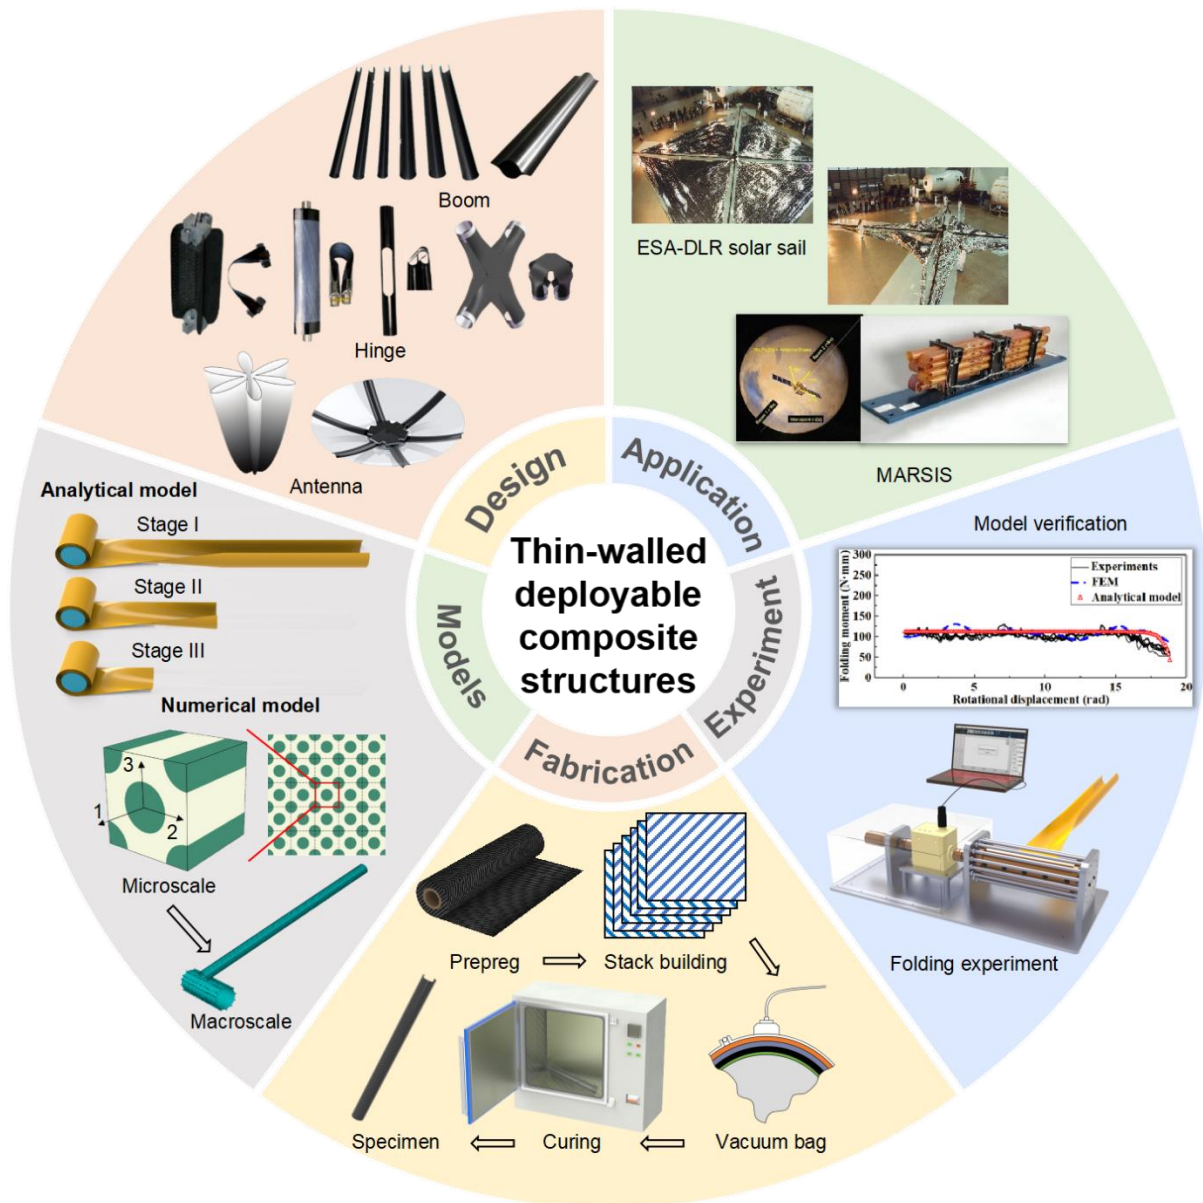 Boom
Hinge
Antenna
ESA-DLR solar sail
MARSIS
Design
Application
Experiment
Fabrication
Models
Thin-walled
deployable
composite
structures
Analytical model
Stage I
Stage II
Stage III
Numerical model
3
1
2
Microscale
Macroscale
Model verification
Folding moment (N·mm)
300
250
200
150
100
50
0
0
5
10
15
20
Rotational displacement (rad)
Experiments
FEM
Analytical model
Folding experiment
Prepreg
Stack building
Specimen
Curing
Vacuum bag